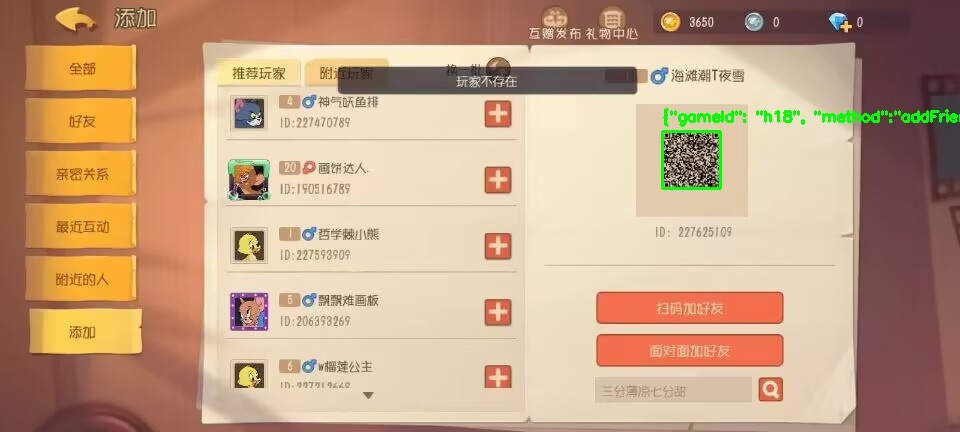 添加
互赠发布 礼物中心
3650
0
0
全部
好友
亲密关系
最近互动
附近的人
添加
推荐玩家
附近玩家
换一批
玩家不存在
4 神气妖鱼排
ID:227470789
20 画饼达人.
ID:190516789
1 哲学棘小熊
ID:227593909
5 飘飘难画版
ID:206393269
6 w榴莲公主
海滩潮T夜雪
{"gameId": "h18", "method":"addFrie
ID: 227625109
扫码加好友
面对面加好友
三分薄凉七分甜